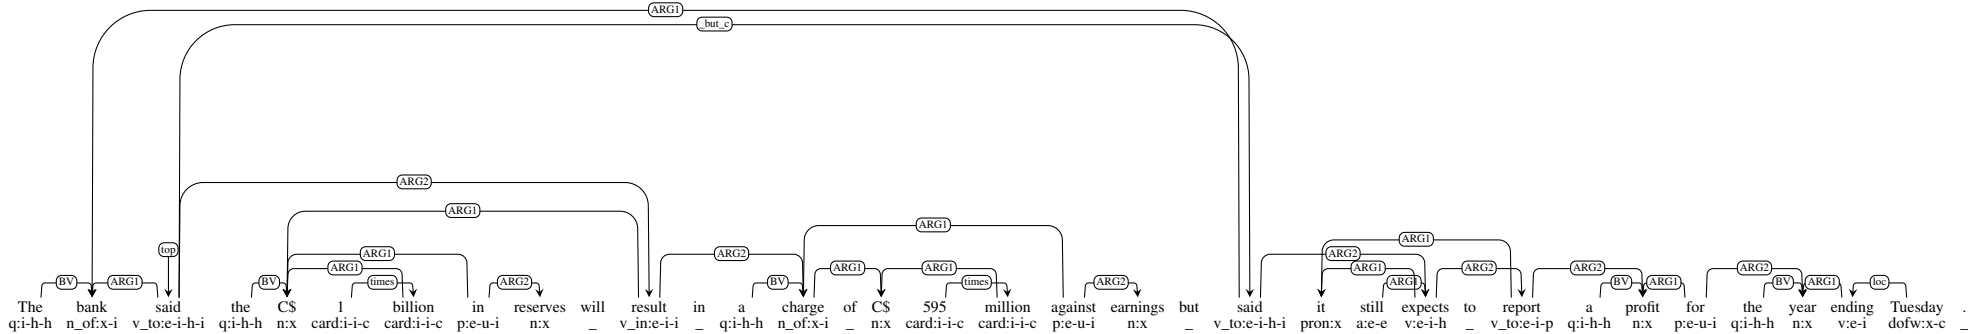 ARG1
_but_c
ARG2
ARG1
ARG1
top
ARG1 ARG2 ARG1 ARG2
ARG1 ARG1 ARG1 ARG1 ARG2 ARG2
BV ARG1 BV times ARG2 BV times ARG2 ARG1 BV ARG1 BV ARG1 loc
The bank said the C$ 1 billion in reserves will result in a charge of C$ 595 million against earnings but said it still expects to report a profit for the year ending Tuesday .
q:i-h-h n_of:x-i v_to:e-i-h-i q:i-h-h n:x card:i-i-c card:i-i-c p:e-u-i n:x _ v_in:e-i-i _ q:i-h-h n_of:x-i _ n:x card:i-i-c card:i-i-c p:e-u-i n:x _ v_to:e-i-h-i pron:x a:e-e v:e-i-h _ v_to:e-i-p q:i-h-h n:x p:e-u-i q:i-h-h n:x v:e-i dofw:x-c _